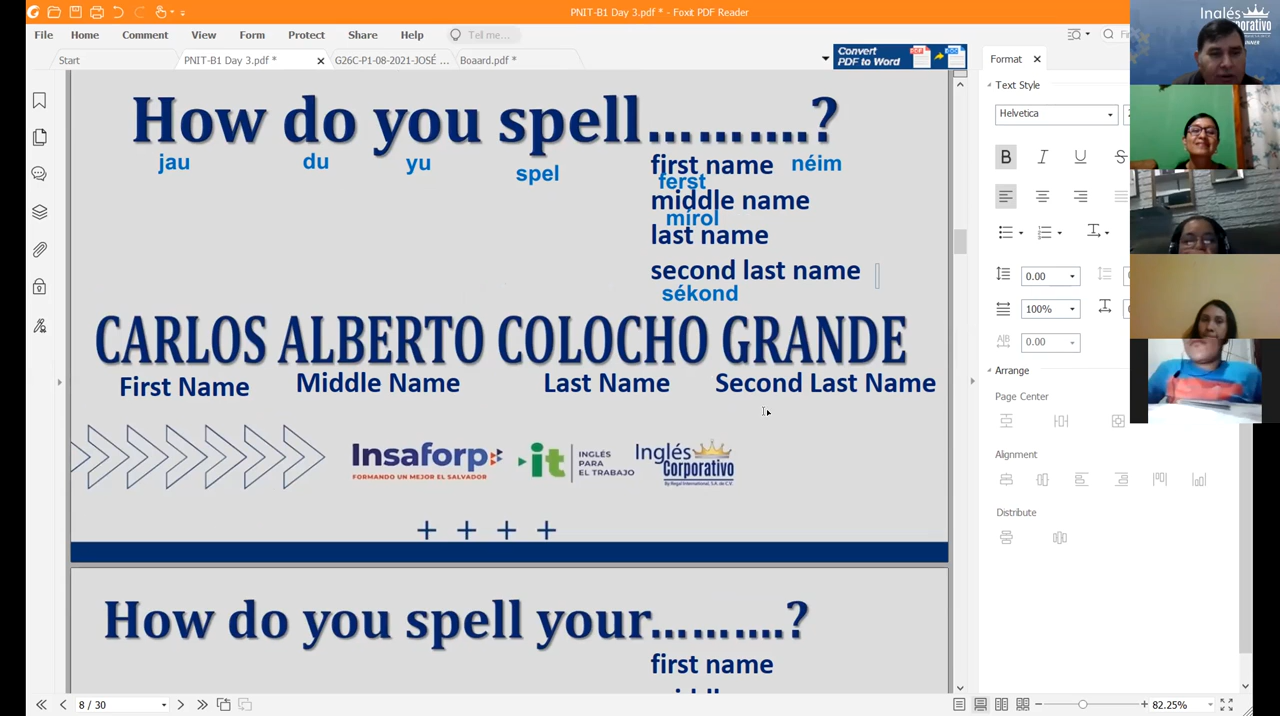 PNIT-B1 Day 3.pdf * - Foxit PDF Reader
File Home Comment View Form Protect Share Help Tell me...
Start PNIT-B1 Day 3.pdf * G26C-P1-08-2021-JOSÉ ... Boaard.pdf *
Convert
PDF to Word
Inglés
Corporativo
How do you spell..........?
jau du yu spel
first name néim
ferst
middle name
mírol
last name
second last name
sékond
CARLOS ALBERTO COLOCHO GRANDE
First Name Middle Name Last Name Second Last Name
Insaforp
FORMANDO UN MEJOR EL SALVADOR
it
INGLÉS
PARA
EL TRABAJO
Inglés
Corporativo
By Regal International, S.A. de C.V.
+ + + +
How do you spell your..........?
first name
Format
Text Style
Helvetica
B I U S
0.00
100%
0.00
Arrange
Page Center
Alignment
Distribute
8 / 30
82.25%